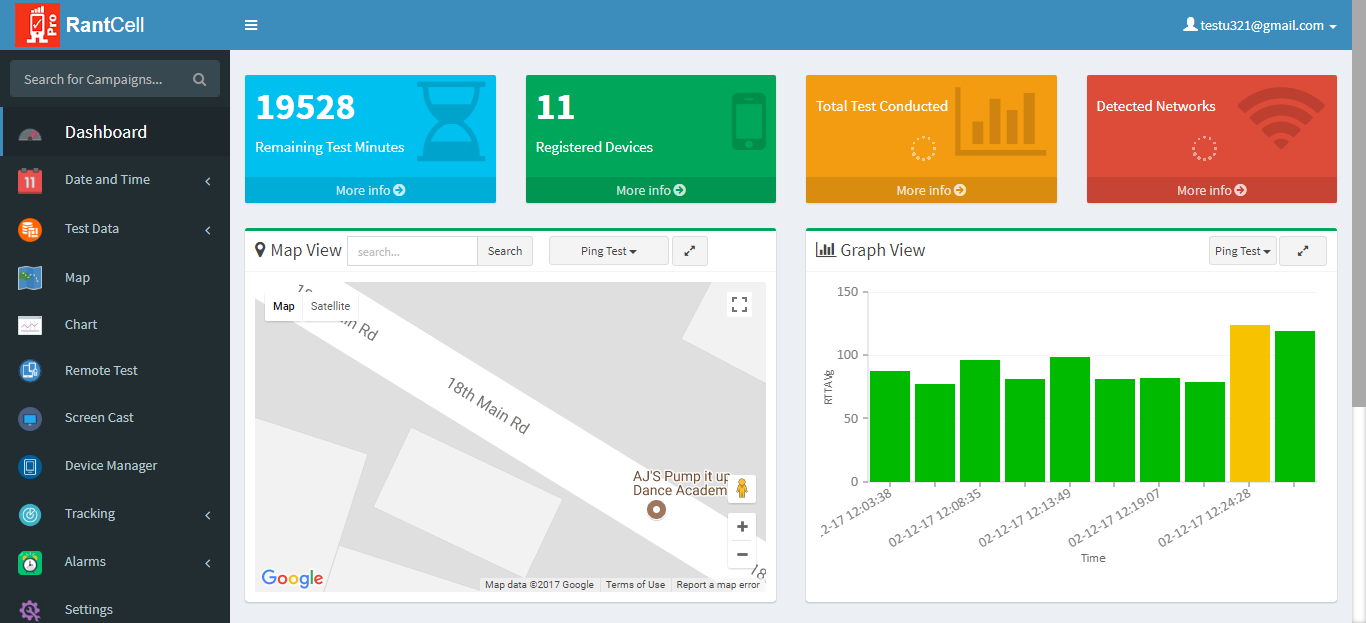 Pro
RantCell
testu321@gmail.com
Search for Campaigns...
Dashboard
11
Date and Time
Test Data
Map
Chart
Remote Test
Screen Cast
Device Manager
Tracking
Alarms
Settings
19528
Remaining Test Minutes
More info
11
Registered Devices
More info
Total Test Conducted
More info
Detected Networks
More info
Map View
search...
Search
Ping Test
Map
Satellite
18th Main Rd
AJ'S Pump it up
Dance Academ
Google
Map data ©2017 Google
Terms of Use
Report a map error
Graph View
Ping Test
150
100
50
0
RTTAVg
2-12-17 12:03:38
02-12-17 12:08:35
02-12-17 12:13:49
02-12-17 12:19:07
02-12-17 12:24:28
Time